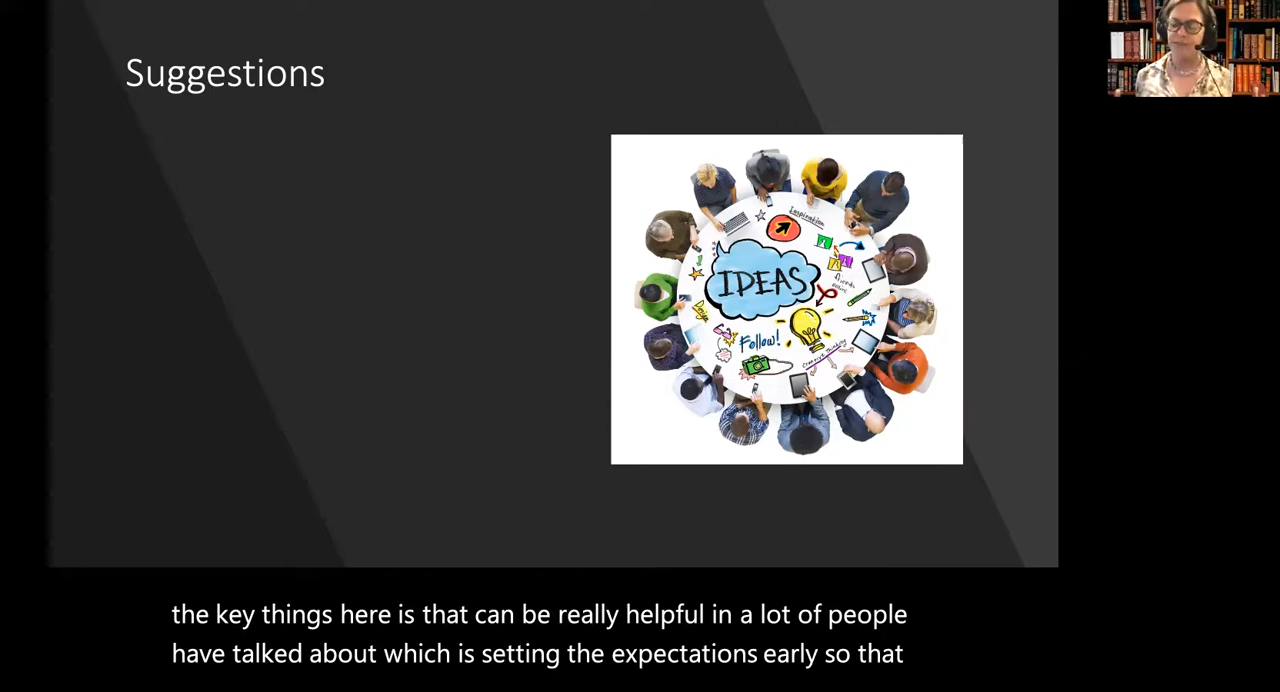 Suggestions
Inspiration
IDEAS
Design
Follow!
the key things here is that can be really helpful in a lot of people
have talked about which is setting the expectations early so that